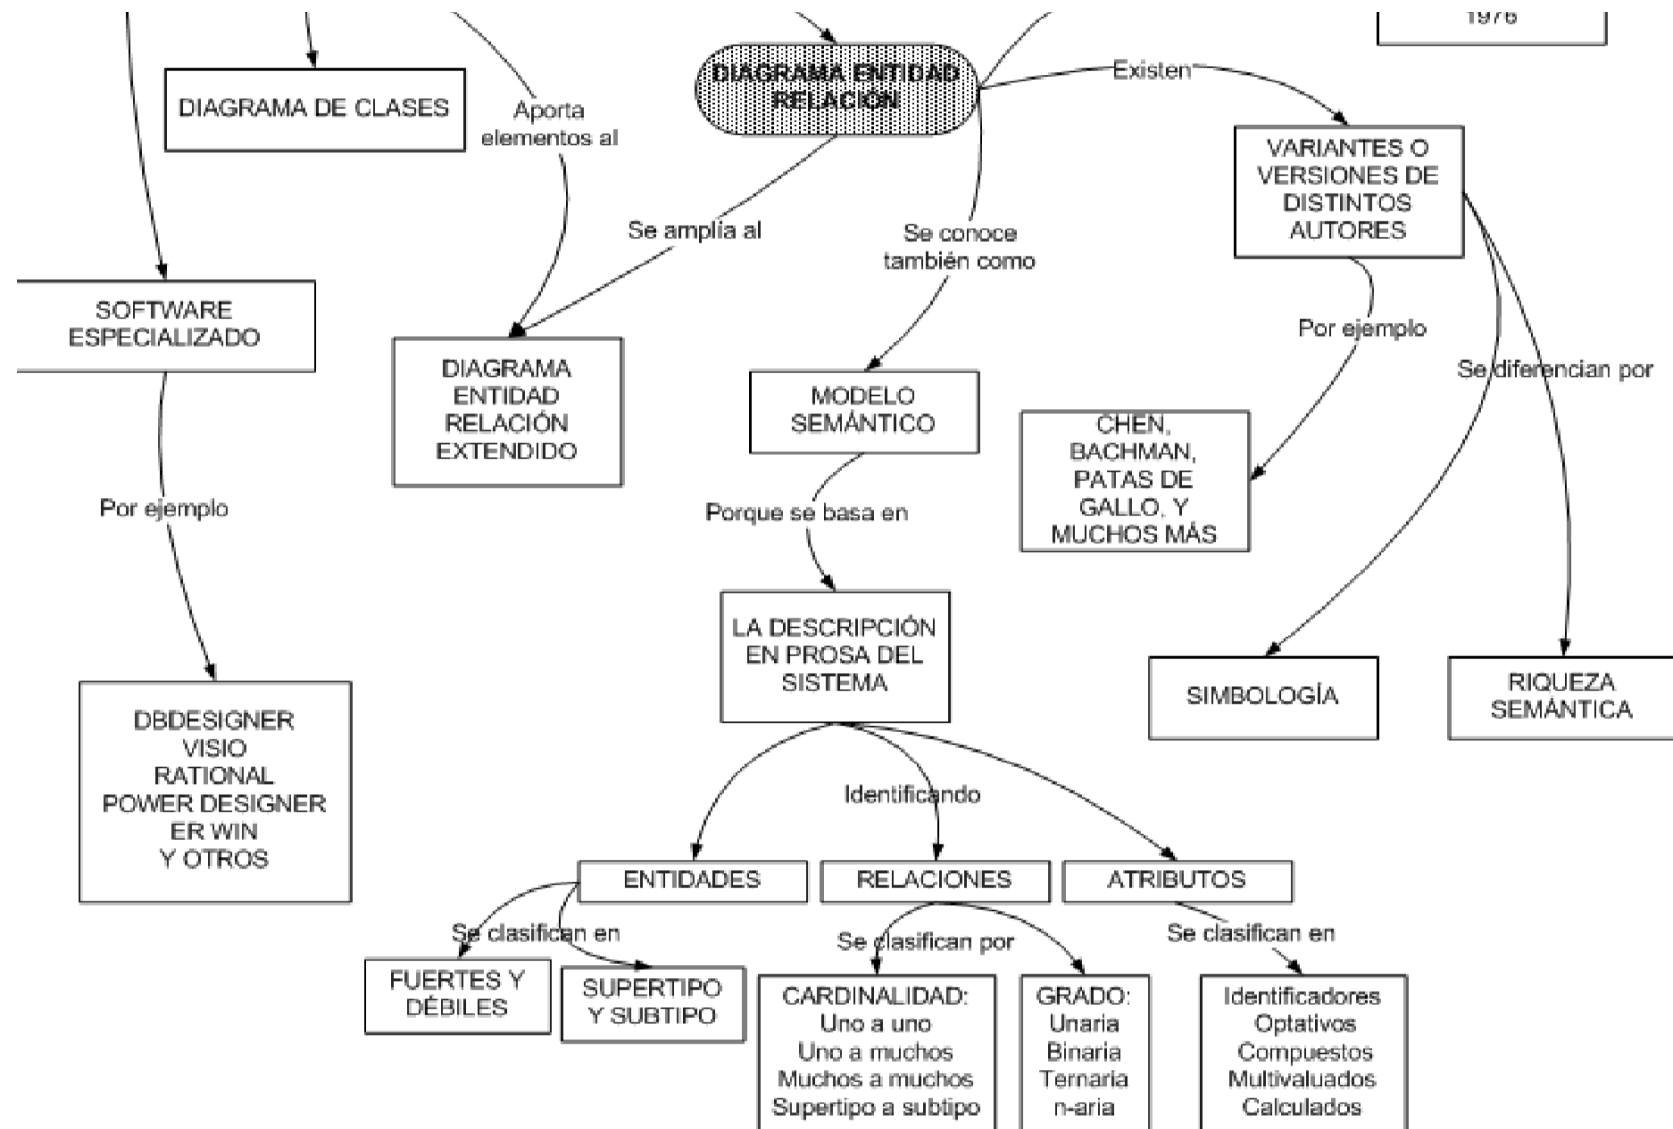 1976
DIAGRAMA ENTIDAD
RELACIÓN
Existen
DIAGRAMA DE CLASES
Aporta
elementos al
VARIANTES O
VERSIONES DE
DISTINTOS
AUTORES
Se amplía al
Se conoce
también como
SOFTWARE
ESPECIALIZADO
Por ejemplo
DIAGRAMA
ENTIDAD
RELACIÓN
EXTENDIDO
MODELO
SEMÁNTICO
Se diferencian por
CHEN,
BACHMAN,
PATAS DE
GALLO, Y
MUCHOS MÁS
Por ejemplo
Porque se basa en
LA DESCRIPCIÓN
EN PROSA DEL
SISTEMA
SIMBOLOGÍA
RIQUEZA
SEMÁNTICA
DBDESIGNER
VISIO
RATIONAL
POWER DESIGNER
ER WIN
Y OTROS
Identificando
ENTIDADES
RELACIONES
ATRIBUTOS
Se clasifican en
Se clasifican por
Se clasifican en
FUERTES Y
DÉBILES
SUPERTIPO
Y SUBTIPO
CARDINALIDAD:
Uno a uno
Uno a muchos
Muchos a muchos
Supertipo a subtipo
GRADO:
Unaria
Binaria
Ternaria
n-aria
Identificadores
Optativos
Compuestos
Multivaluados
Calculados